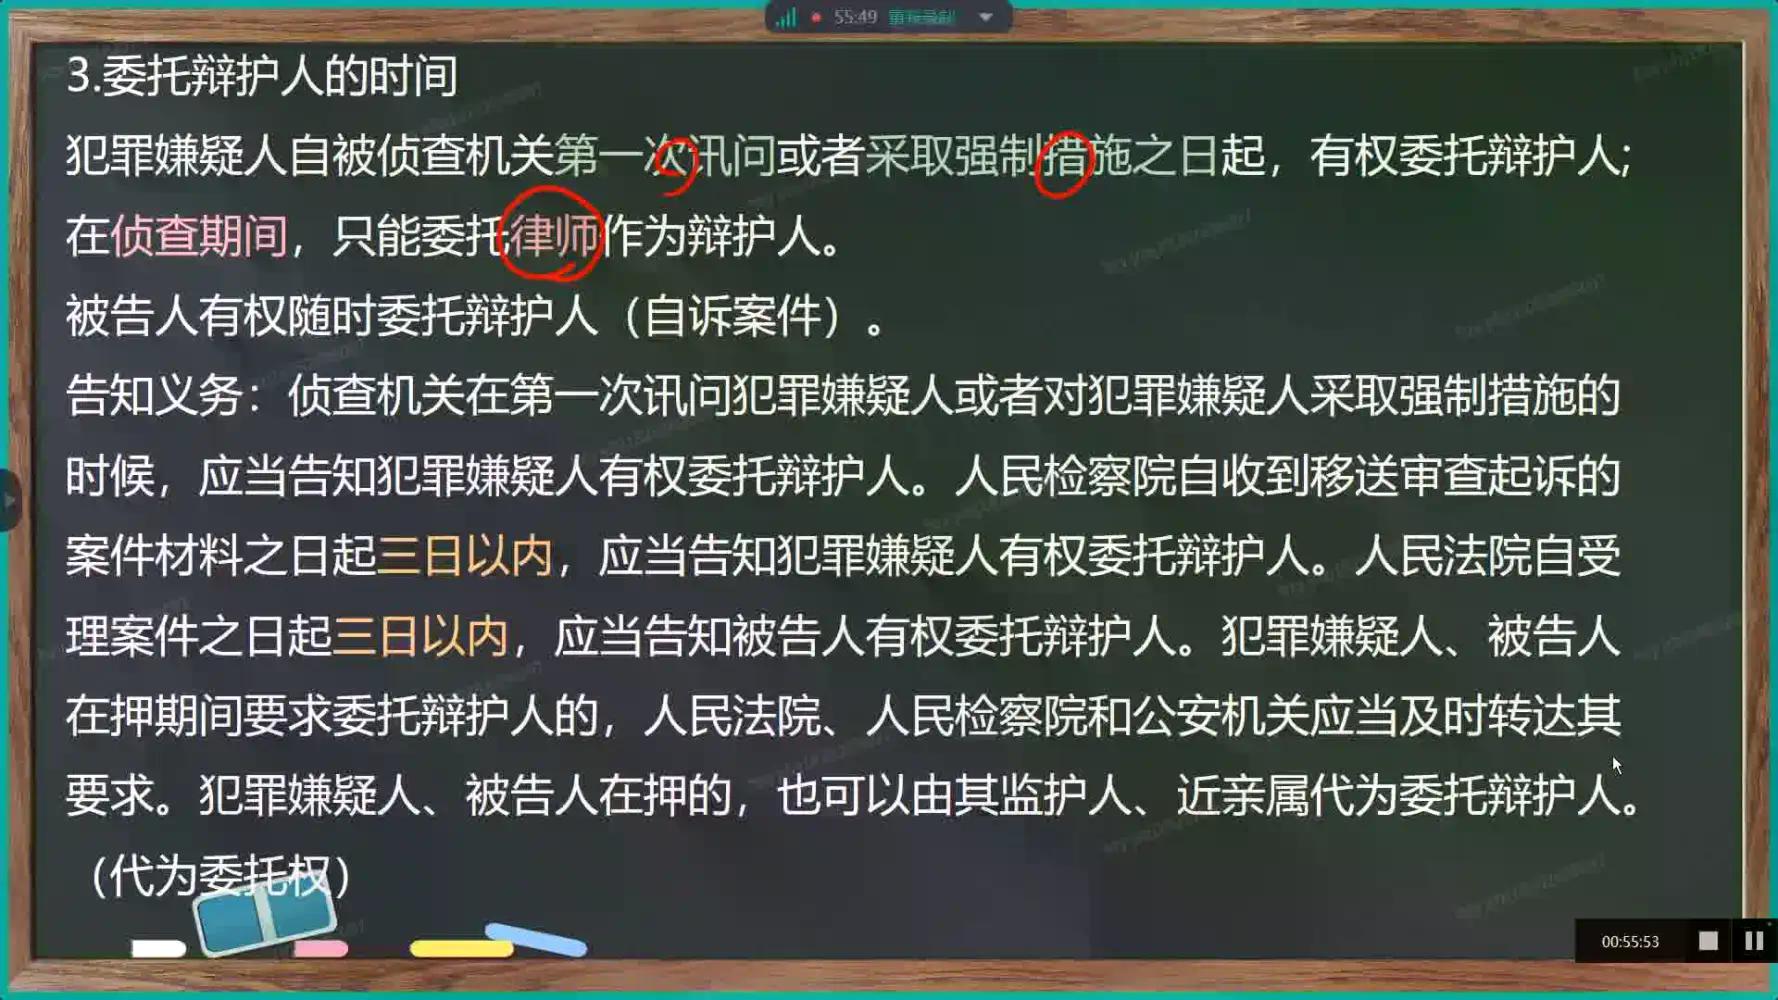 55:49
3.委托辩护人的时间
犯罪嫌疑人自被侦查机关第一次讯问或者采取强制措施之日起，有权委托辩护人；
在侦查期间，只能委托律师作为辩护人。
被告人有权随时委托辩护人（自诉案件）。
告知义务：侦查机关在第一次讯问犯罪嫌疑人或者对犯罪嫌疑人采取强制措施的
时候，应当告知犯罪嫌疑人有权委托辩护人。人民检察院自收到移送审查起诉的
案件材料之日起三日以内，应当告知犯罪嫌疑人有权委托辩护人。人民法院自受
理案件之日起三日以内，应当告知被告人有权委托辩护人。犯罪嫌疑人、被告人
在押期间要求委托辩护人的，人民法院、人民检察院和公安机关应当及时转达其
要求。犯罪嫌疑人、被告人在押的，也可以由其监护人、近亲属代为委托辩护人。
（代为委托权）
00:55:53